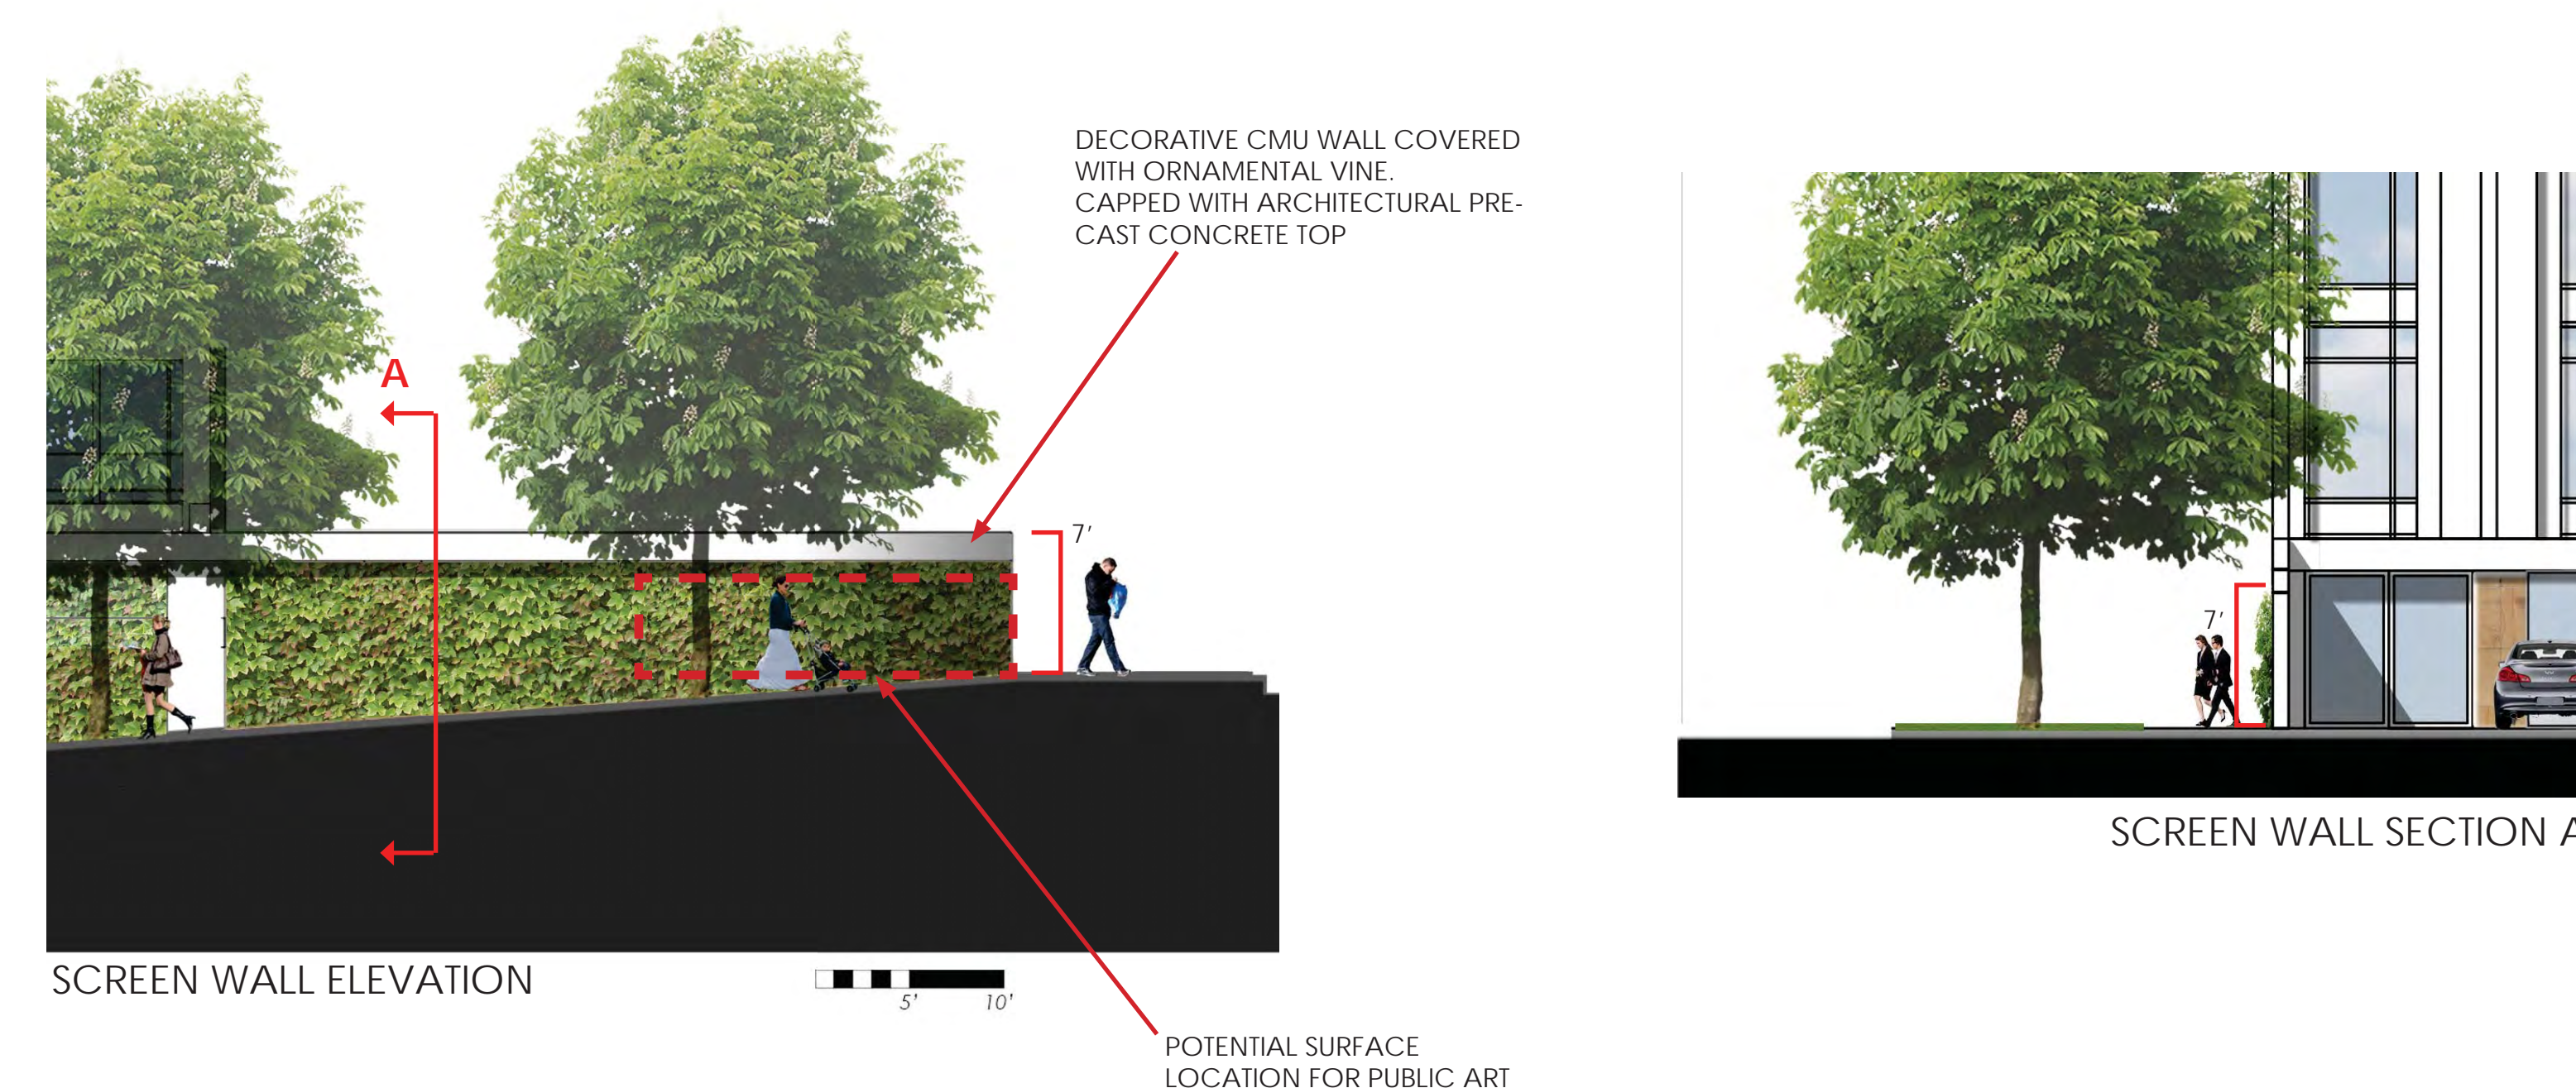 DECORATIVE CMU WALL COVERED
WITH ORNAMENTAL VINE.
CAPPED WITH ARCHITECTURAL PRE-
CAST CONCRETE TOP
A
7'
7'
SCREEN WALL SECTION A
SCREEN WALL ELEVATION
5' 10'
POTENTIAL SURFACE
LOCATION FOR PUBLIC ART